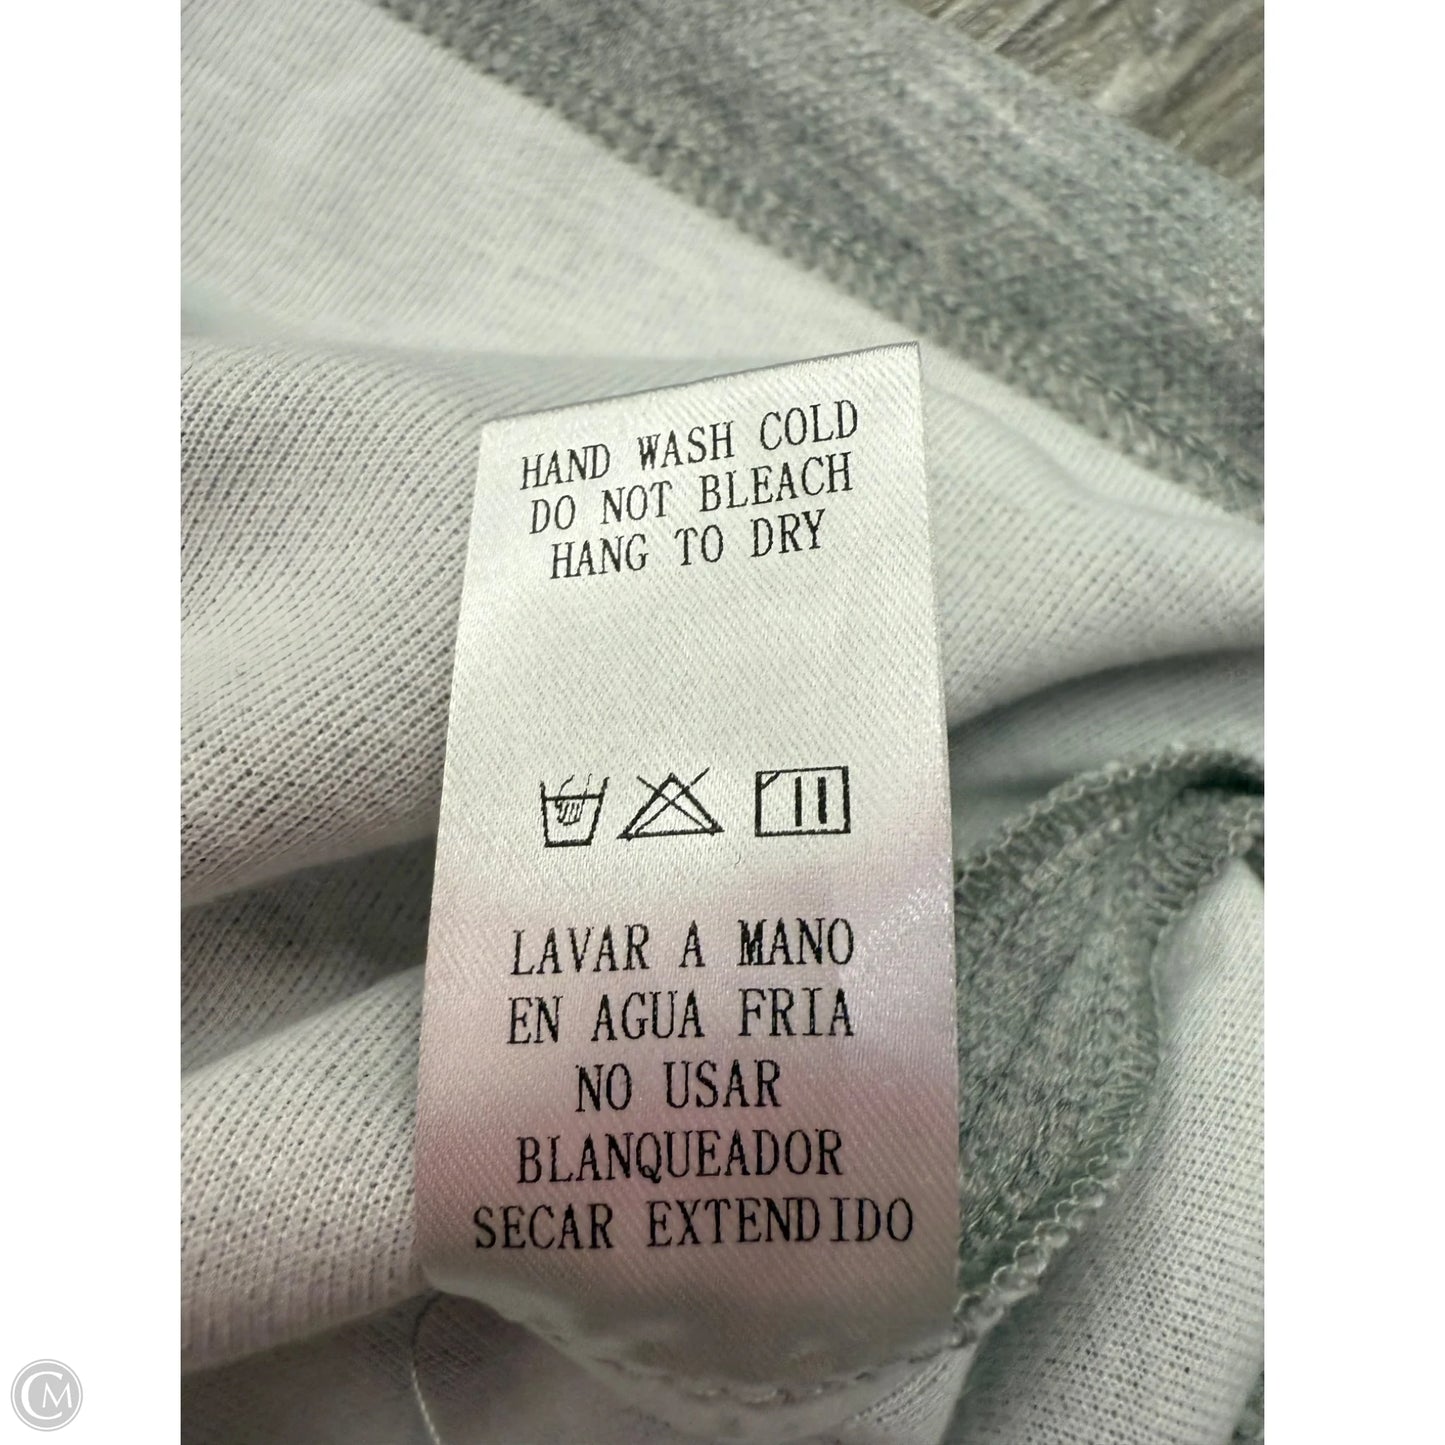 HAND WASH COLD
DO NOT BLEACH
HANG TO DRY
LAVAR A MANO
EN AGUA FRIA
NO USAR
BLANQUEADOR
SECAR EXTENDIDO
CM